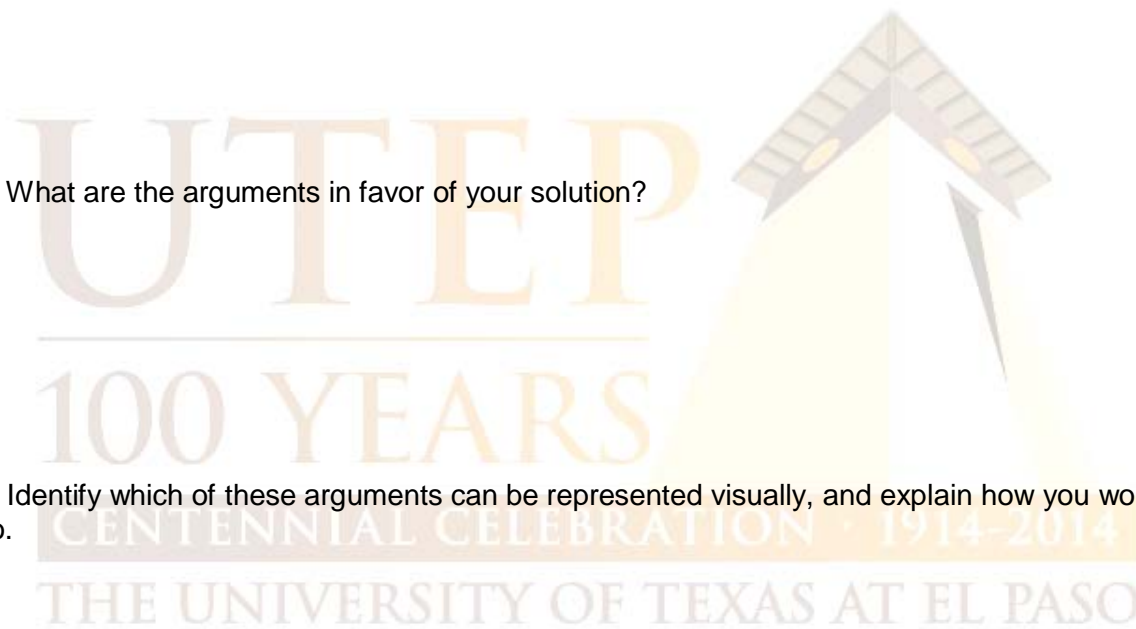 UTEP
What are the arguments in favor of your solution?
100 YEARS
Identify which of these arguments can be represented visually, and explain how you
CENTENNIAL CELEBRATION · 1914-2014
THE UNIVERSITY OF TEXAS AT EL PASO